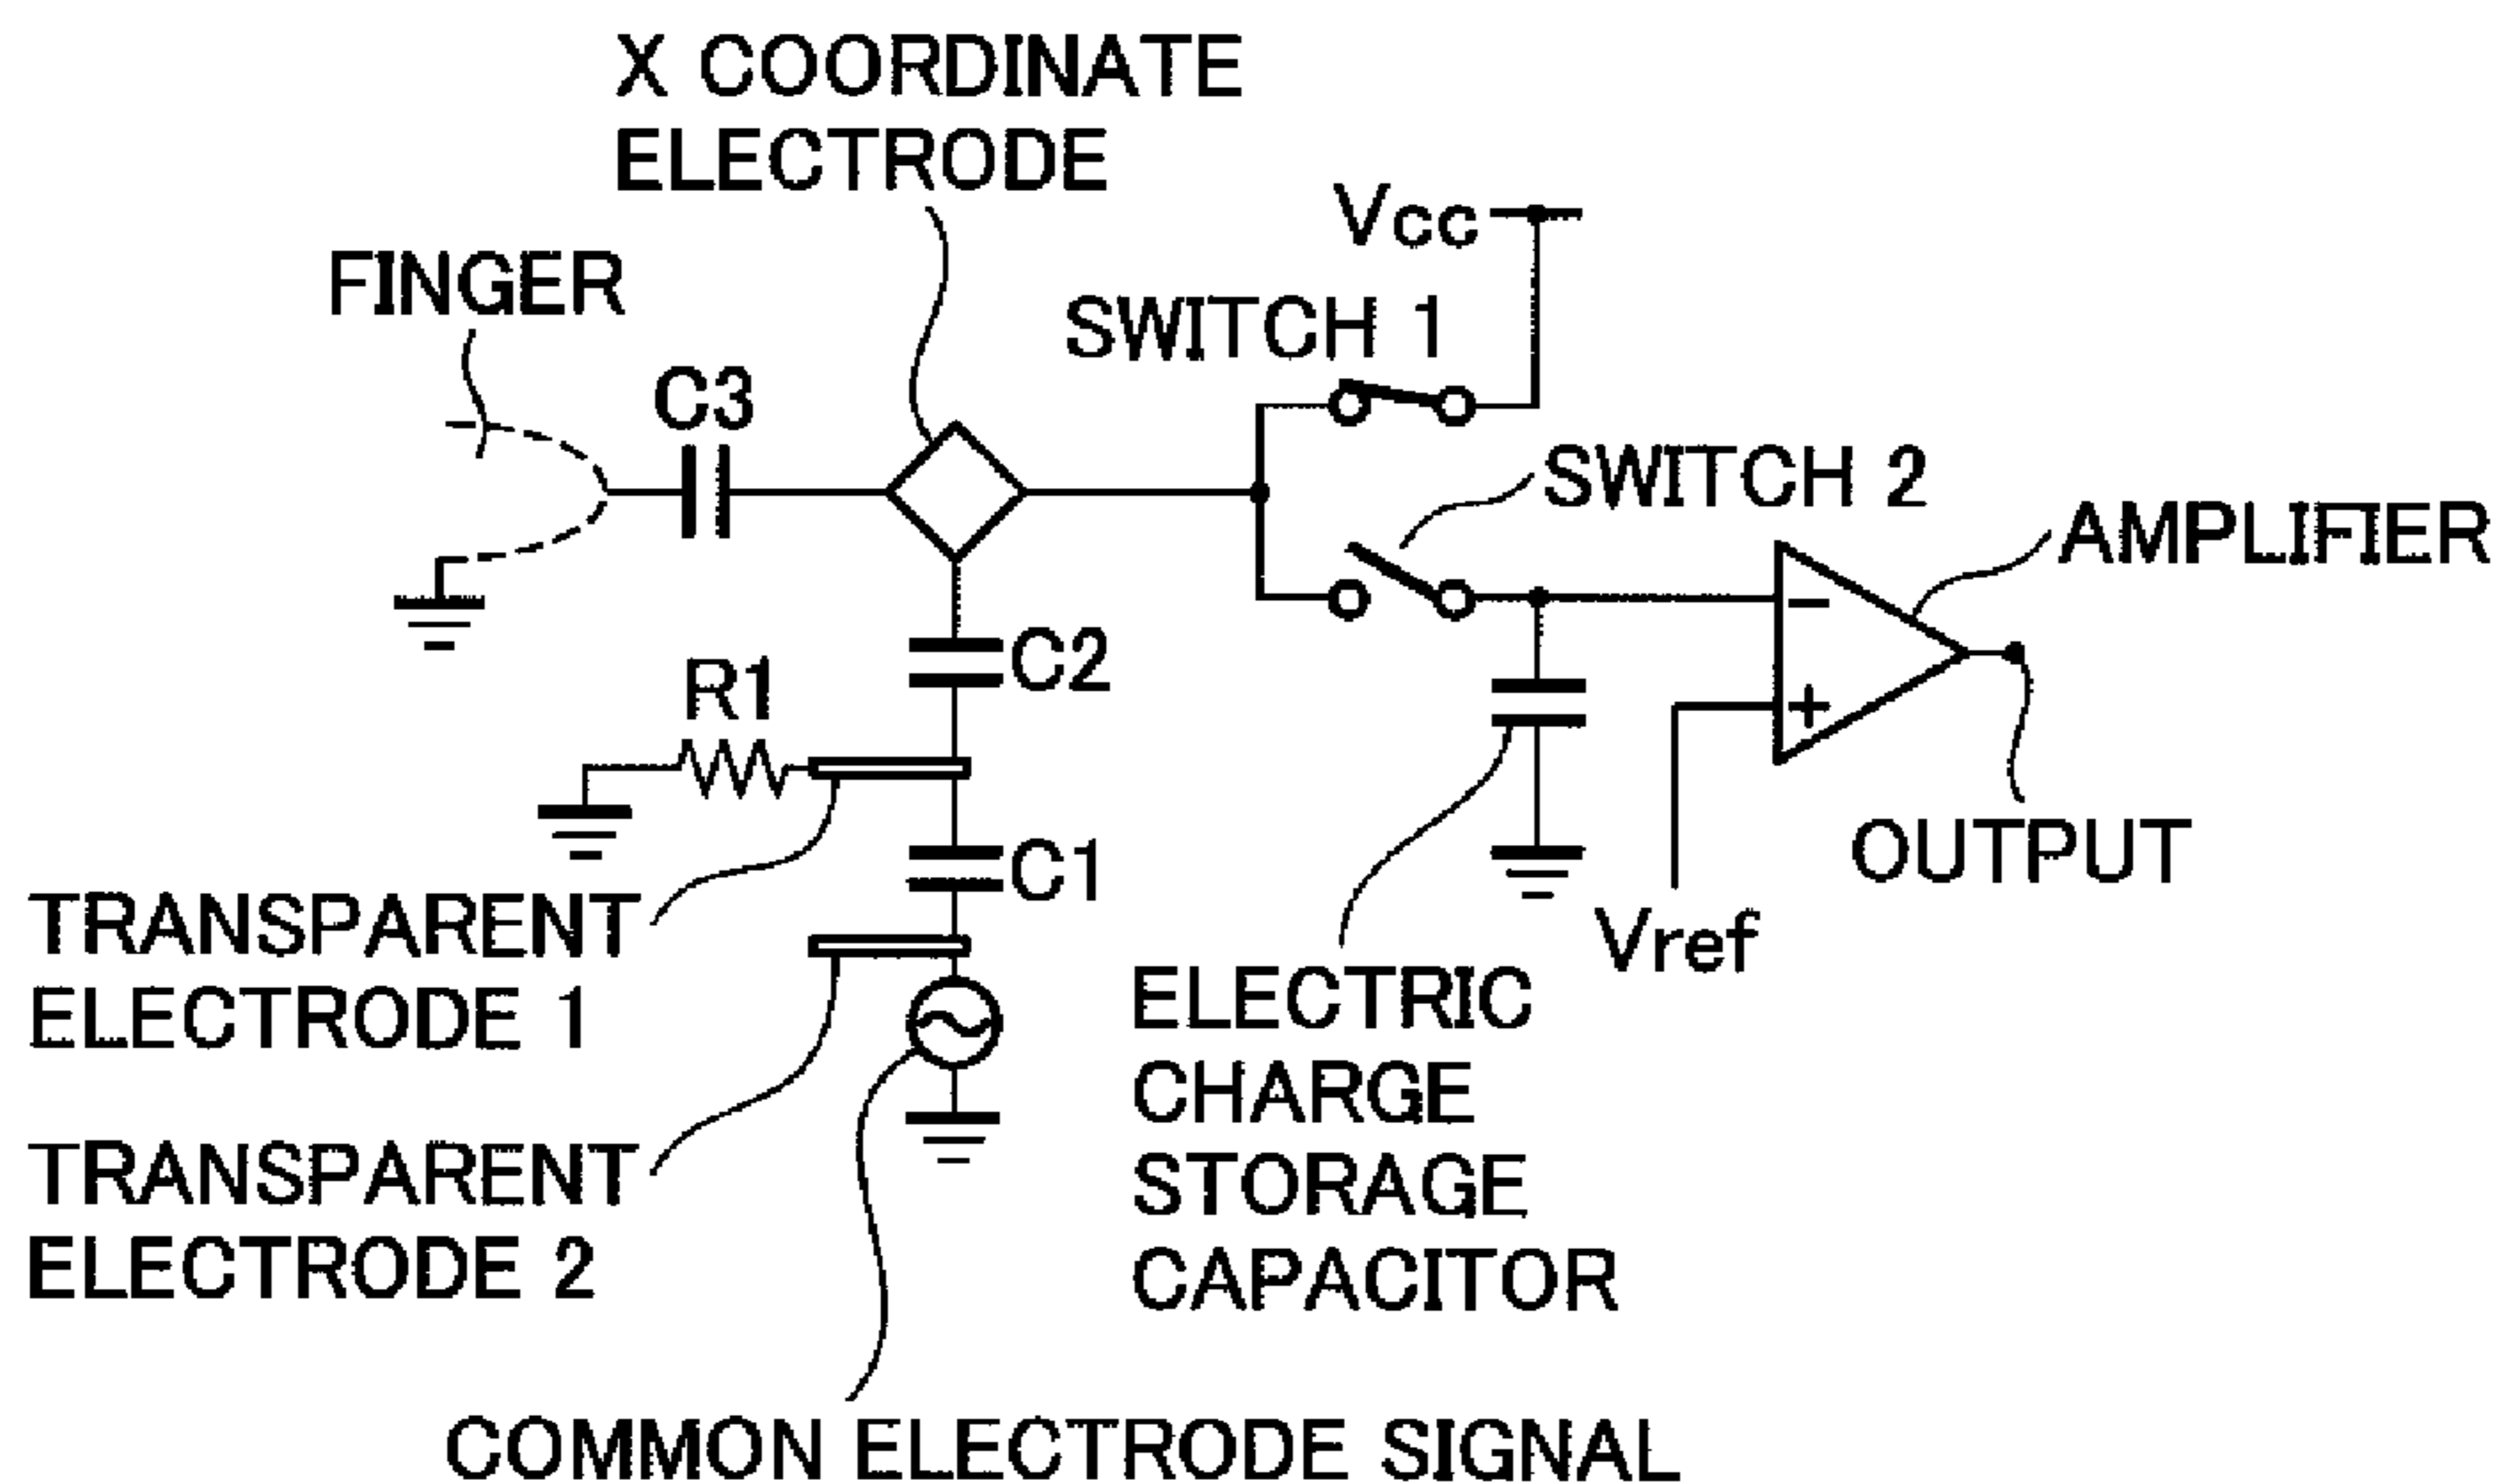 X COORDINATE
ELECTRODE
Vcc
FINGER
SWITCH 1
C3
SWITCH 2
AMPLIFIER
−
C2
R1
+
C1
OUTPUT
TRANSPARENT
ELECTRODE 1
Vref
ELECTRIC
CHARGE
STORAGE
CAPACITOR
TRANSPARENT
ELECTRODE 2
COMMON ELECTRODE SIGNAL